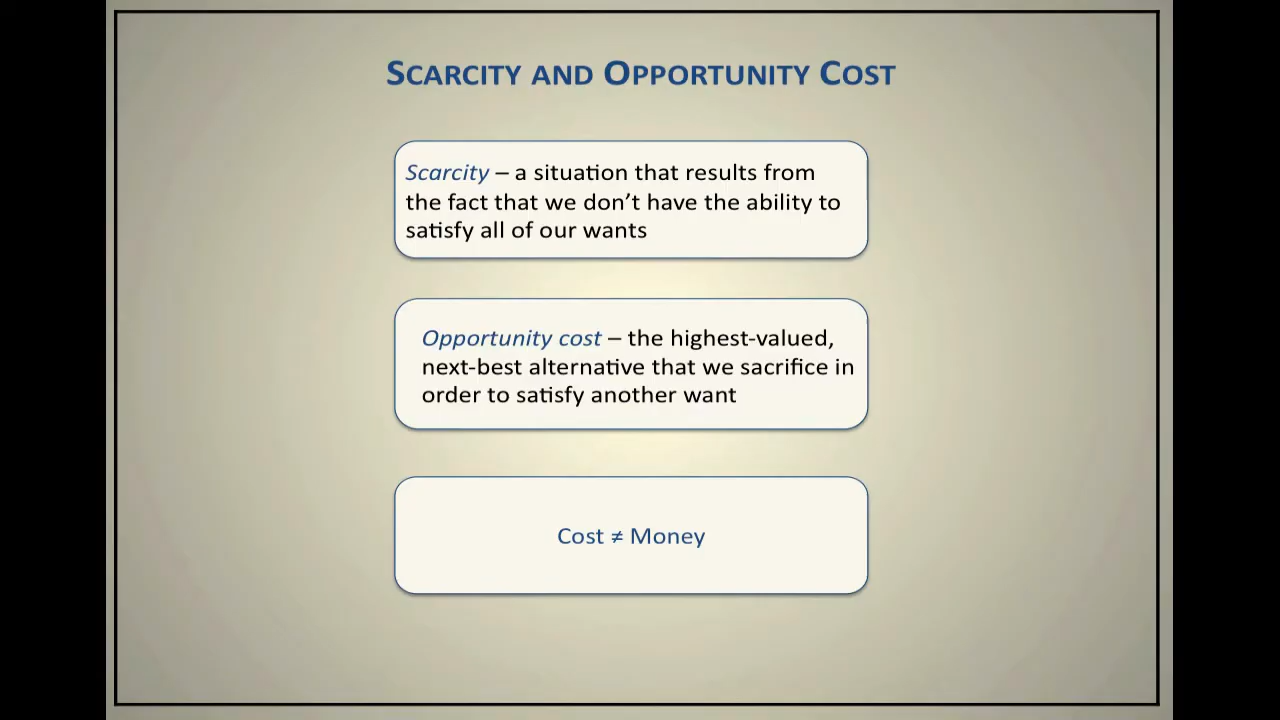 SCARCITY AND OPPORTUNITY COST
Scarcity – a situation that results from
the fact that we don’t have the ability to
satisfy all of our wants
Opportunity cost – the highest-valued,
next-best alternative that we sacrifice in
order to satisfy another want
Cost ≠ Money